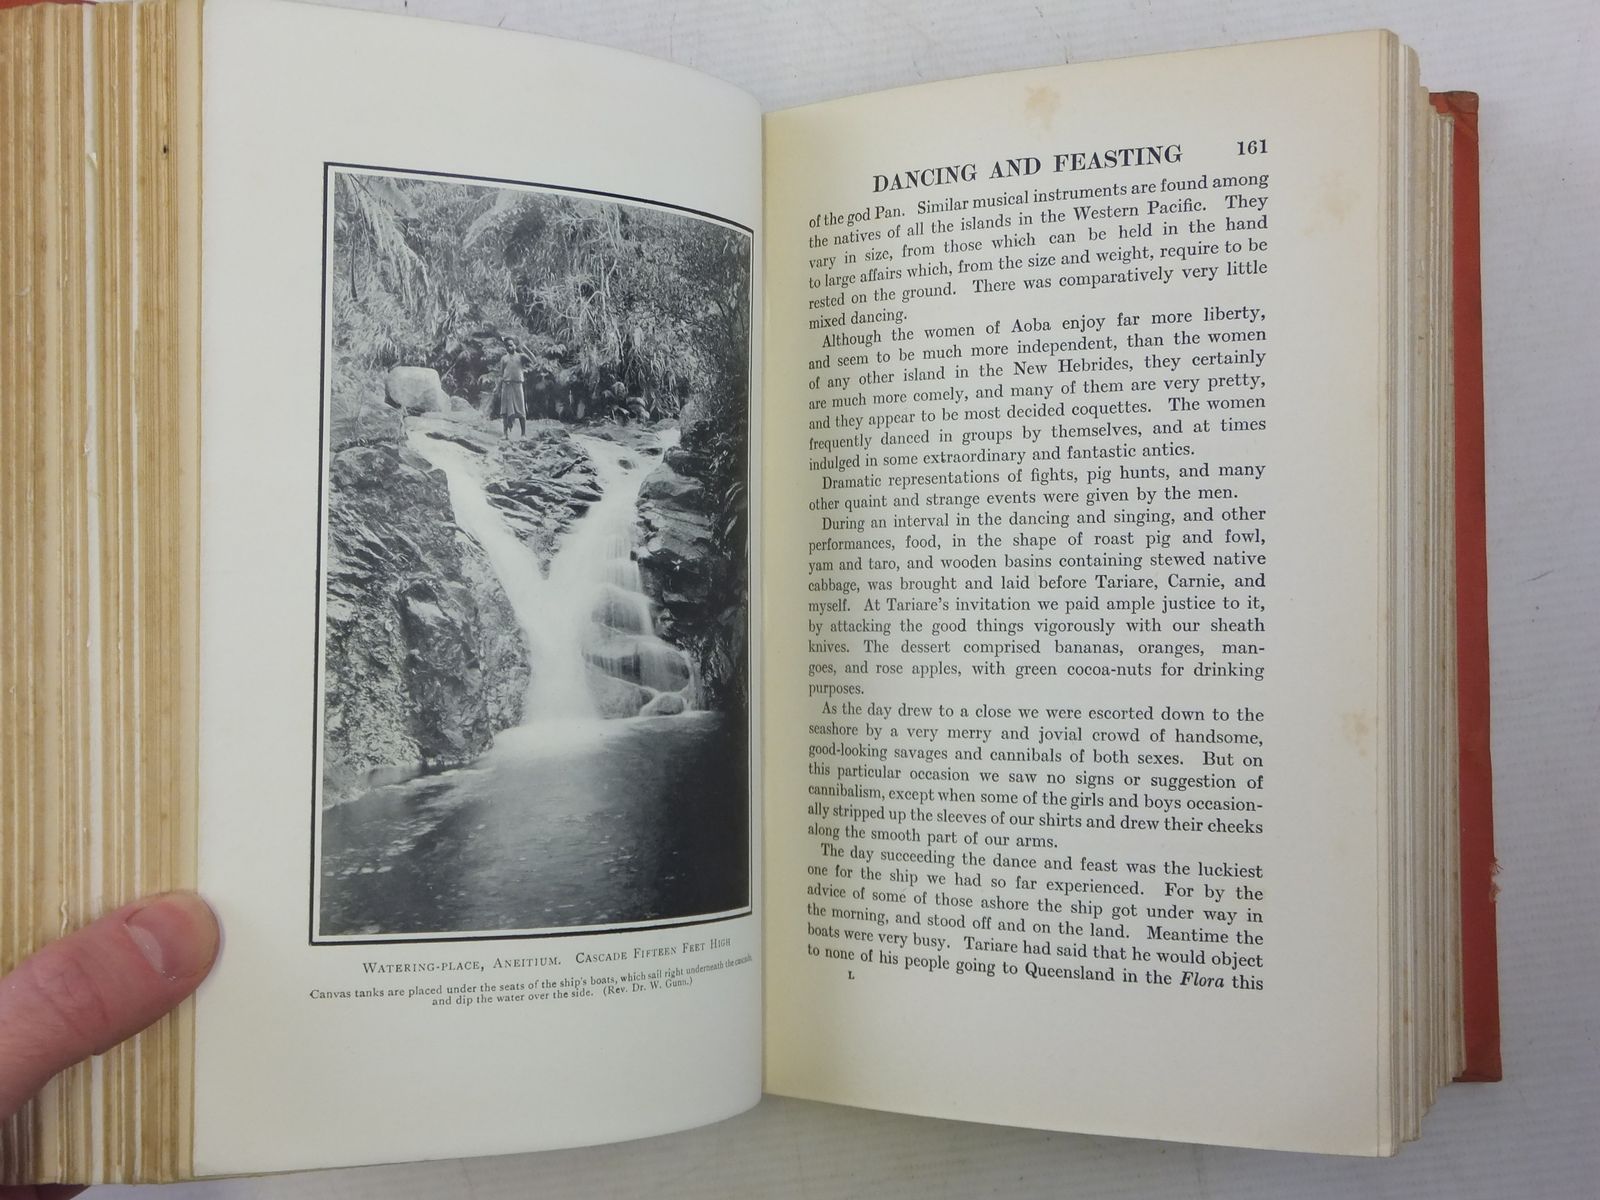 WATERING-PLACE, ANEITIUM. CASCADE FIFTEEN FEET HIGH
Canvas tanks are placed under the seats of the ship's boats, which sail right underneath the cascade,
and dip the water over the side. (Rev. Dr. W. Gunn.)
DANCING AND FEASTING 161
of the god Pan. Similar musical instruments are found among
the natives of all the islands in the Western Pacific. They
vary in size, from those which can be held in the hand
to large affairs which, from the size and weight, require to be
rested on the ground. There was comparatively very little
mixed dancing.
Although the women of Aoba enjoy far more liberty,
and seem to be much more independent, than the women
of any other island in the New Hebrides, they certainly
are much more comely, and many of them are very pretty,
and they appear to be most decided coquettes. The women
frequently danced in groups by themselves, and at times
indulged in some extraordinary and fantastic antics.
Dramatic representations of fights, pig hunts, and many
other quaint and strange events were given by the men.
During an interval in the dancing and singing, and other
performances, food, in the shape of roast pig and fowl,
yam and taro, and wooden basins containing stewed native
cabbage, was brought and laid before Tariare, Carnie, and
myself. At Tariare's invitation we paid ample justice to it,
by attacking the good things vigorously with our sheath
knives. The dessert comprised bananas, oranges, man-
goes, and rose apples, with green cocoa-nuts for drinking
purposes.
As the day drew to a close we were escorted down to the
seashore by a very merry and jovial crowd of handsome,
good-looking savages and cannibals of both sexes. But on
this particular occasion we saw no signs or suggestion of
cannibalism, except when some of the girls and boys occasion-
ally stripped up the sleeves of our shirts and drew their cheeks
along the smooth part of our arms.
The day succeeding the dance and feast was the luckiest
one for the ship we had so far experienced. For by the
advice of some of those ashore the ship got under way in
the morning, and stood off and on the land. Meantime the
boats were very busy. Tariare had said that he would object
to none of his people going to Queensland in the Flora this
L